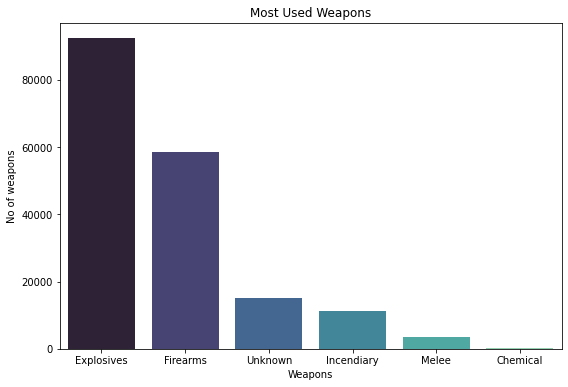 Most Used Weapons
No of weapons
80000
60000
40000
20000
0
Explosives Firearms Unknown Incendiary Melee Chemical
Weapons